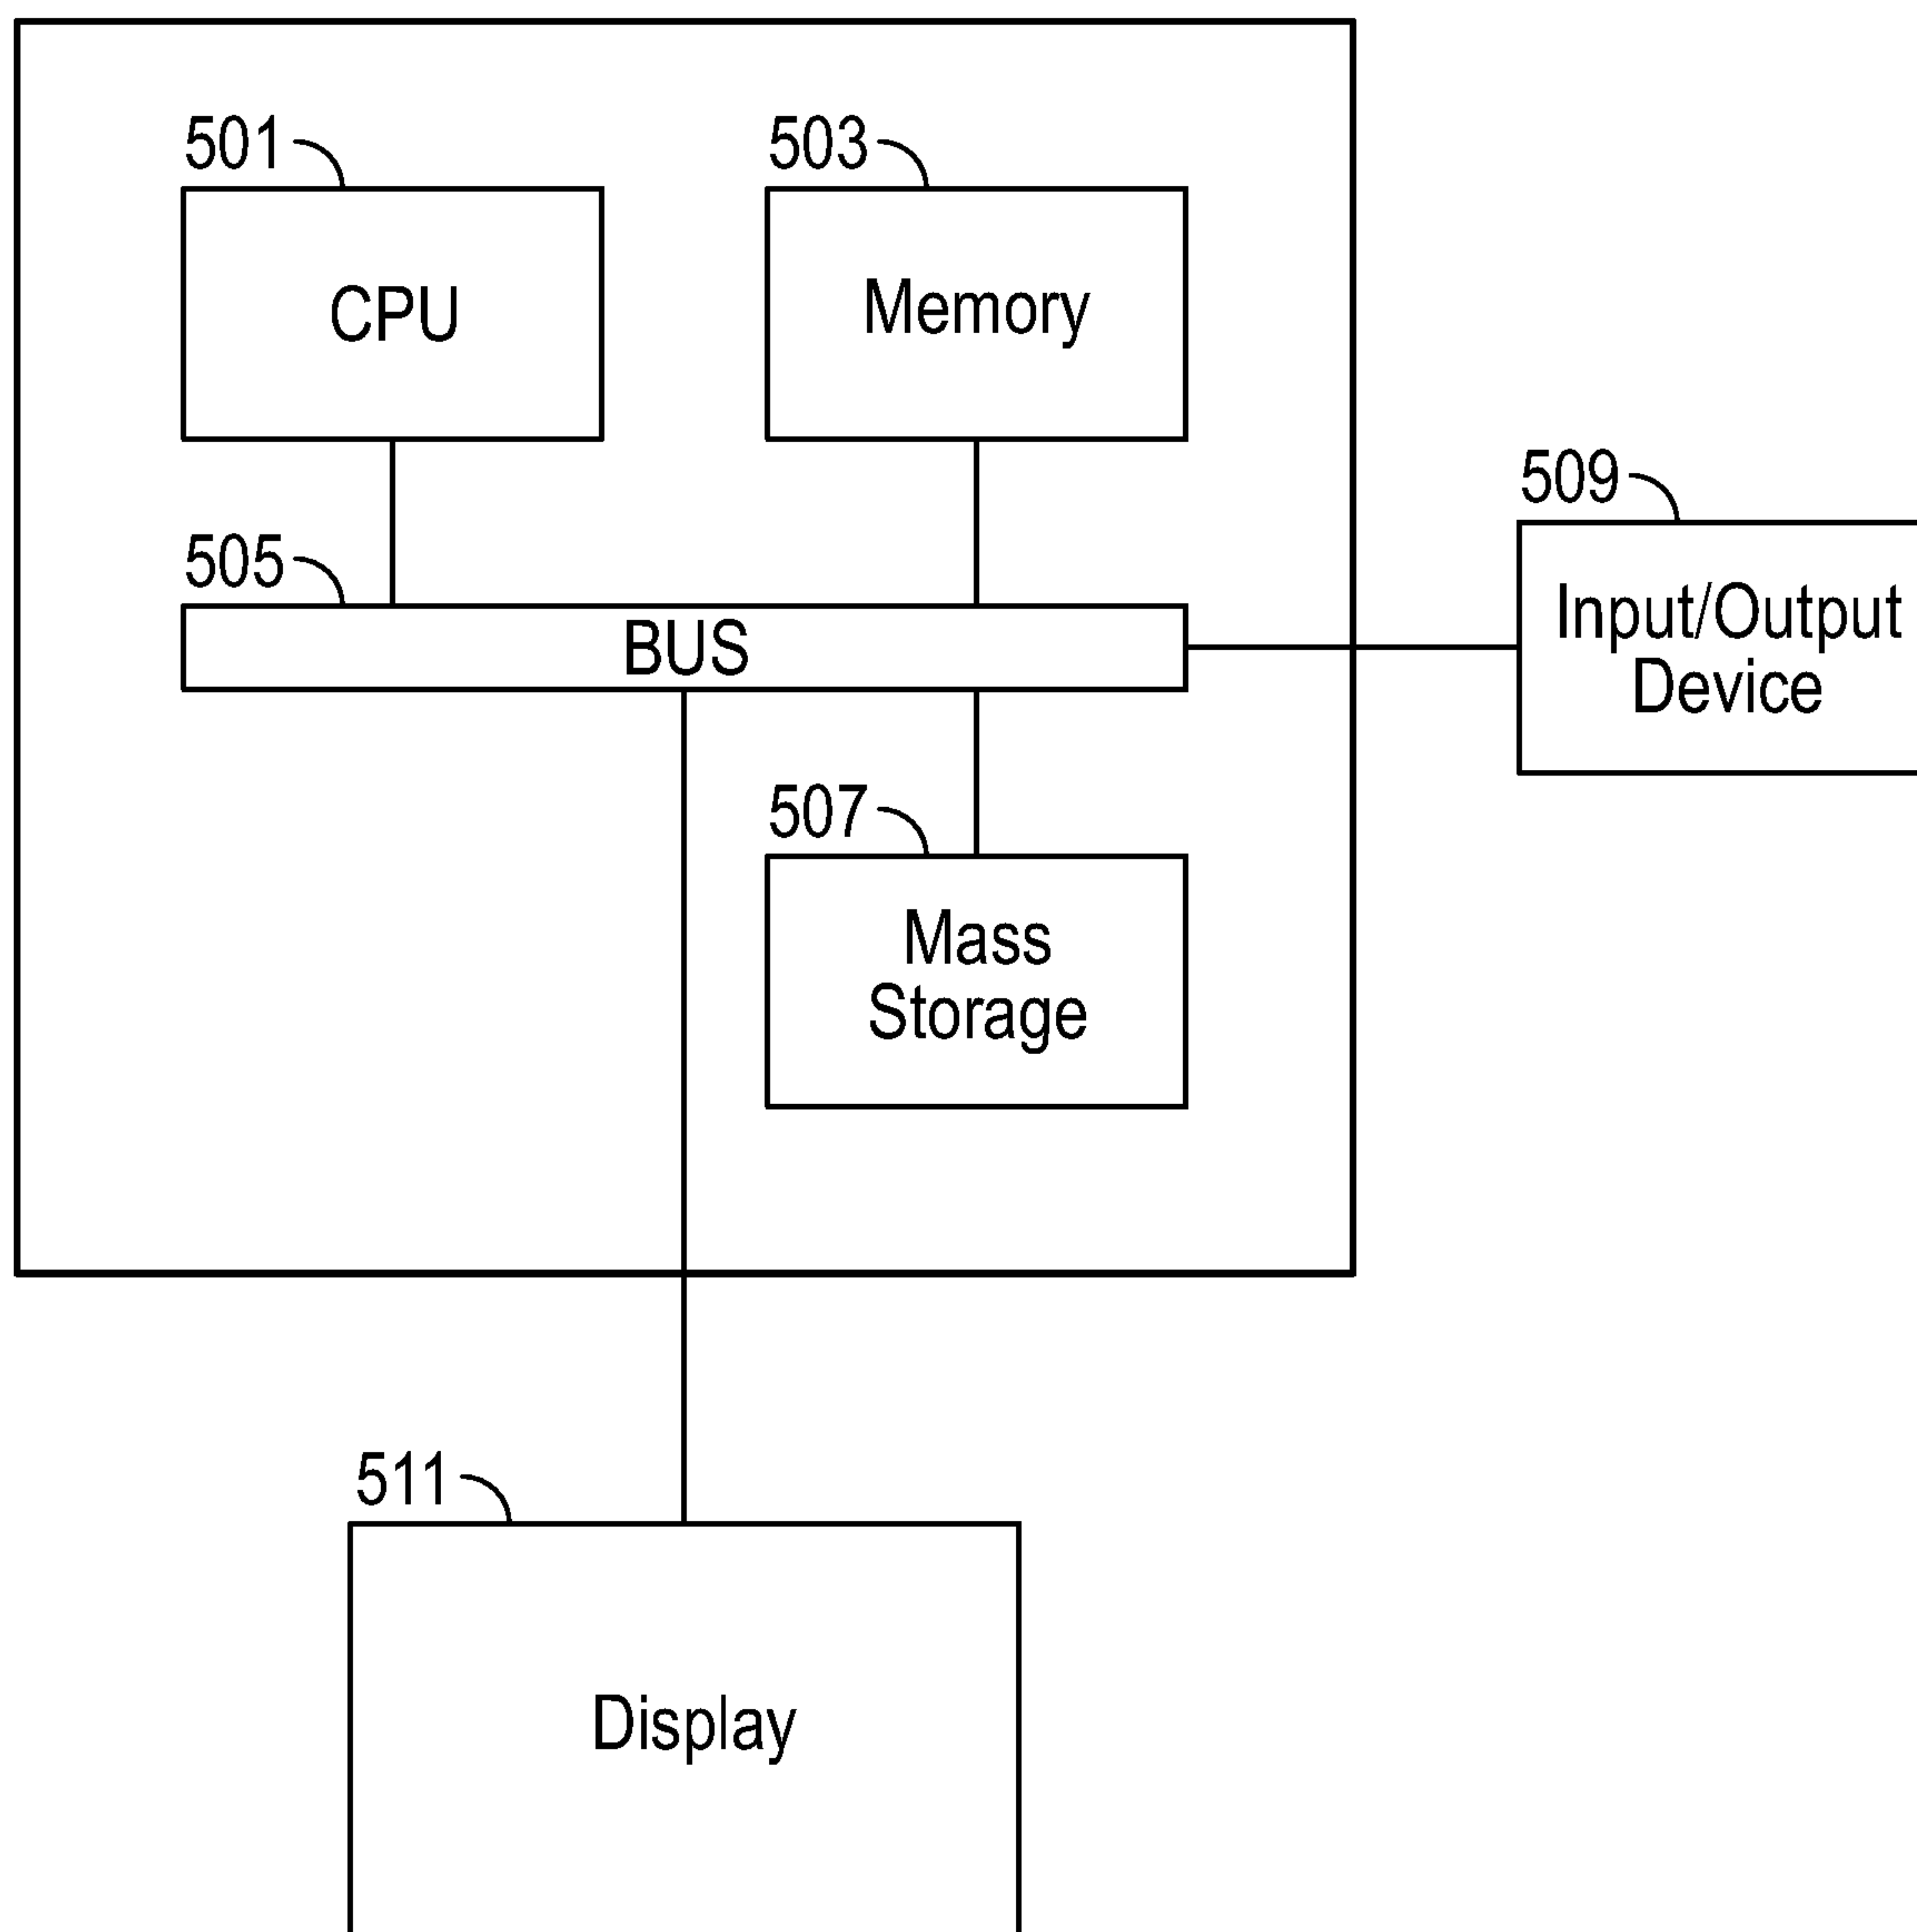 501
CPU
503
Memory
505
BUS
509
Input/Output
Device
507
Mass
Storage
511
Display